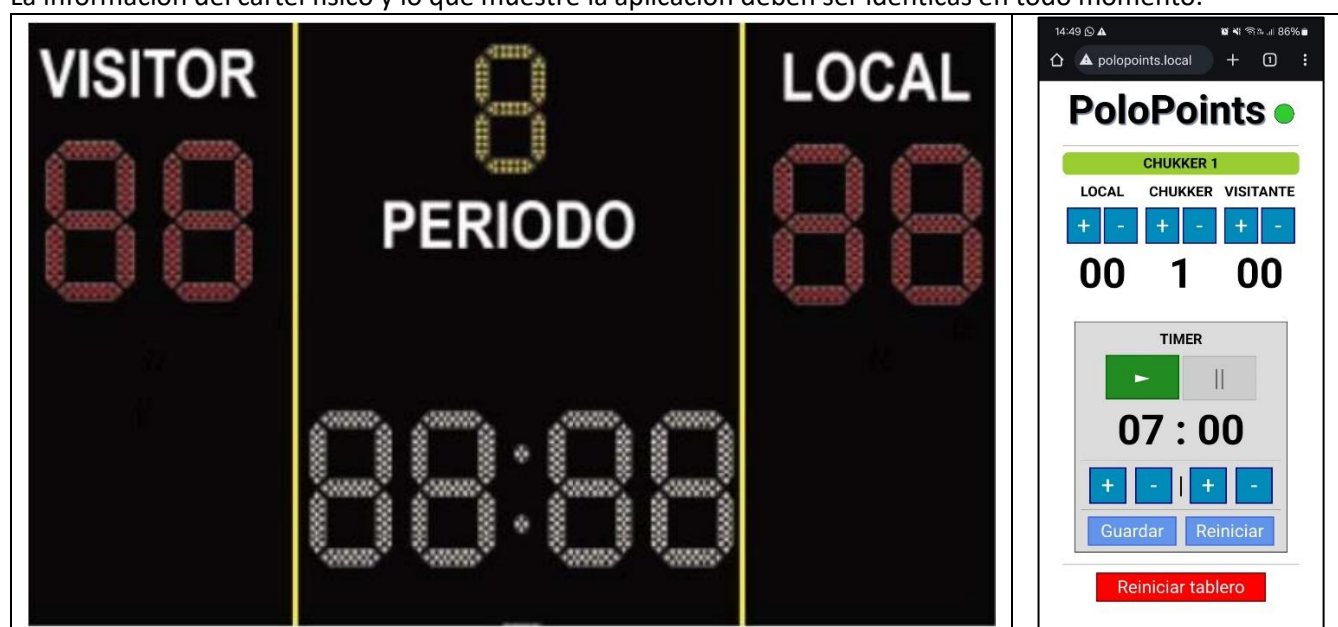 La información del cartel físico y lo que muestre la aplicación deben ser idénticas en todo momento.
VISITOR
8
LOCAL
88
88
PERIODO
88:88
14:49
86%
polopoints.local
1
PoloPoints
CHUKKER 1
LOCAL CHUKKER VISITANTE
+ - + - + -
00 1 00
TIMER
► ||
07 : 00
+ - | + -
Guardar Reiniciar
Reiniciar tablero